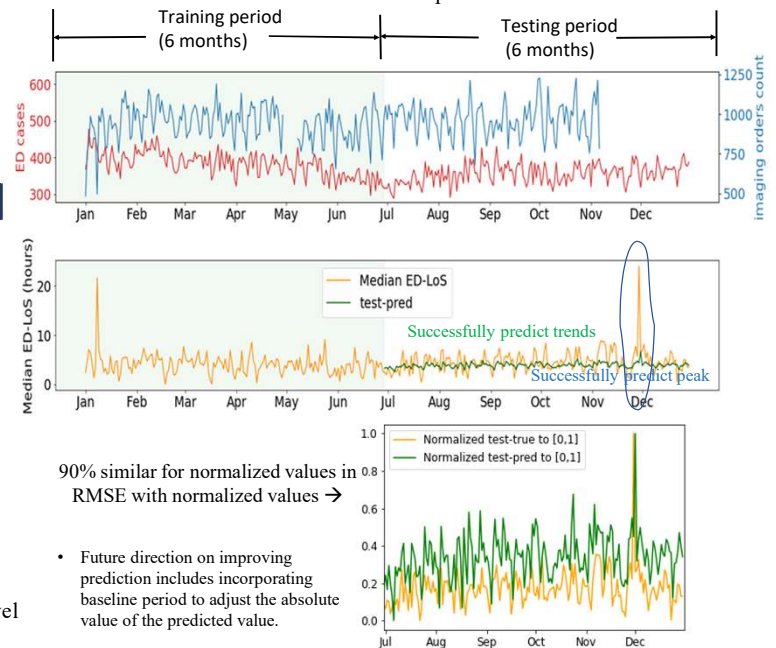 Training period
(6 months)
Testing period
(6 months)
ED cases
600
500
400
300
1250
1000
750
500
imaging orders count
Jan Feb Mar Apr May Jun Jul Aug Sep Oct Nov Dec
Median ED-LoS (hours)
20
10
0
Median ED-LoS
test-pred
Successfully predict trends
Successfully predict peak
Jan Feb Mar Apr May Jun Jul Aug Sep Oct Nov Dec
90% similar for normalized values in
RMSE with normalized values →
• Future direction on improving
prediction includes incorporating
baseline period to adjust the absolute
value of the predicted value.
1.0
0.8
0.6
0.4
0.2
0.0
Normalized test-true to [0,1]
Normalized test-pred to [0,1]
Jul Aug Sep Oct Nov Dec